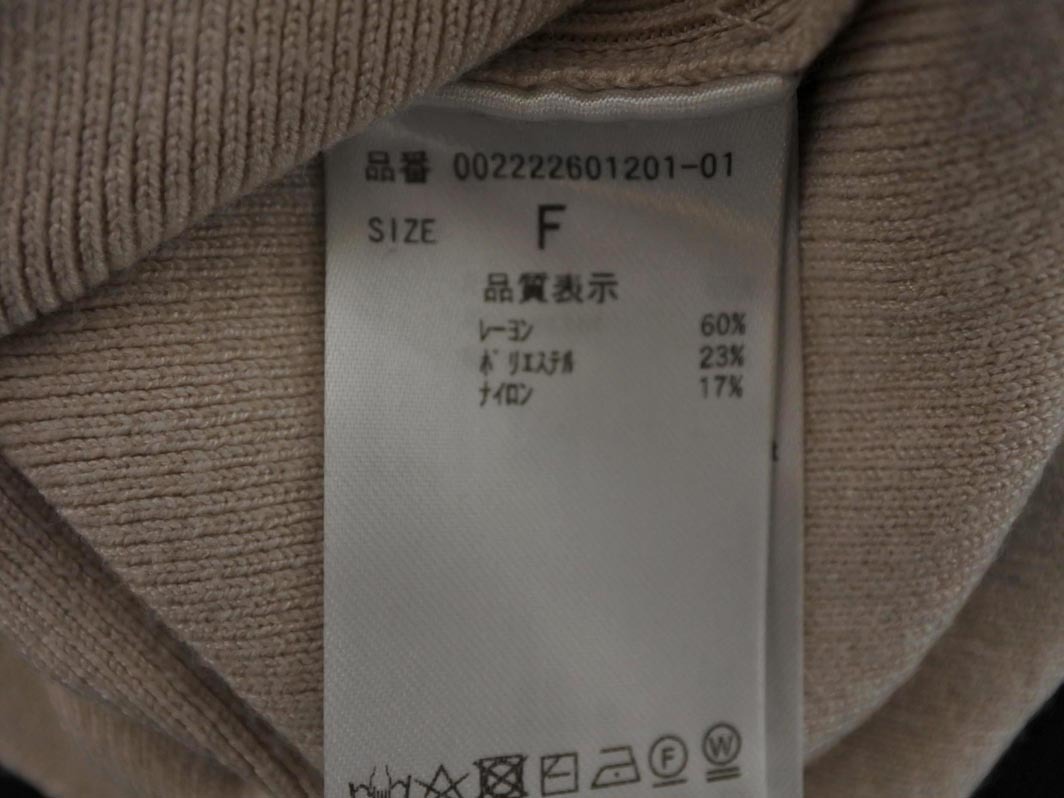 品番 002222601201-01
SIZE F
品質表示
レーヨン 60%
ポリエステル 23%
ナイロン 17%
F W